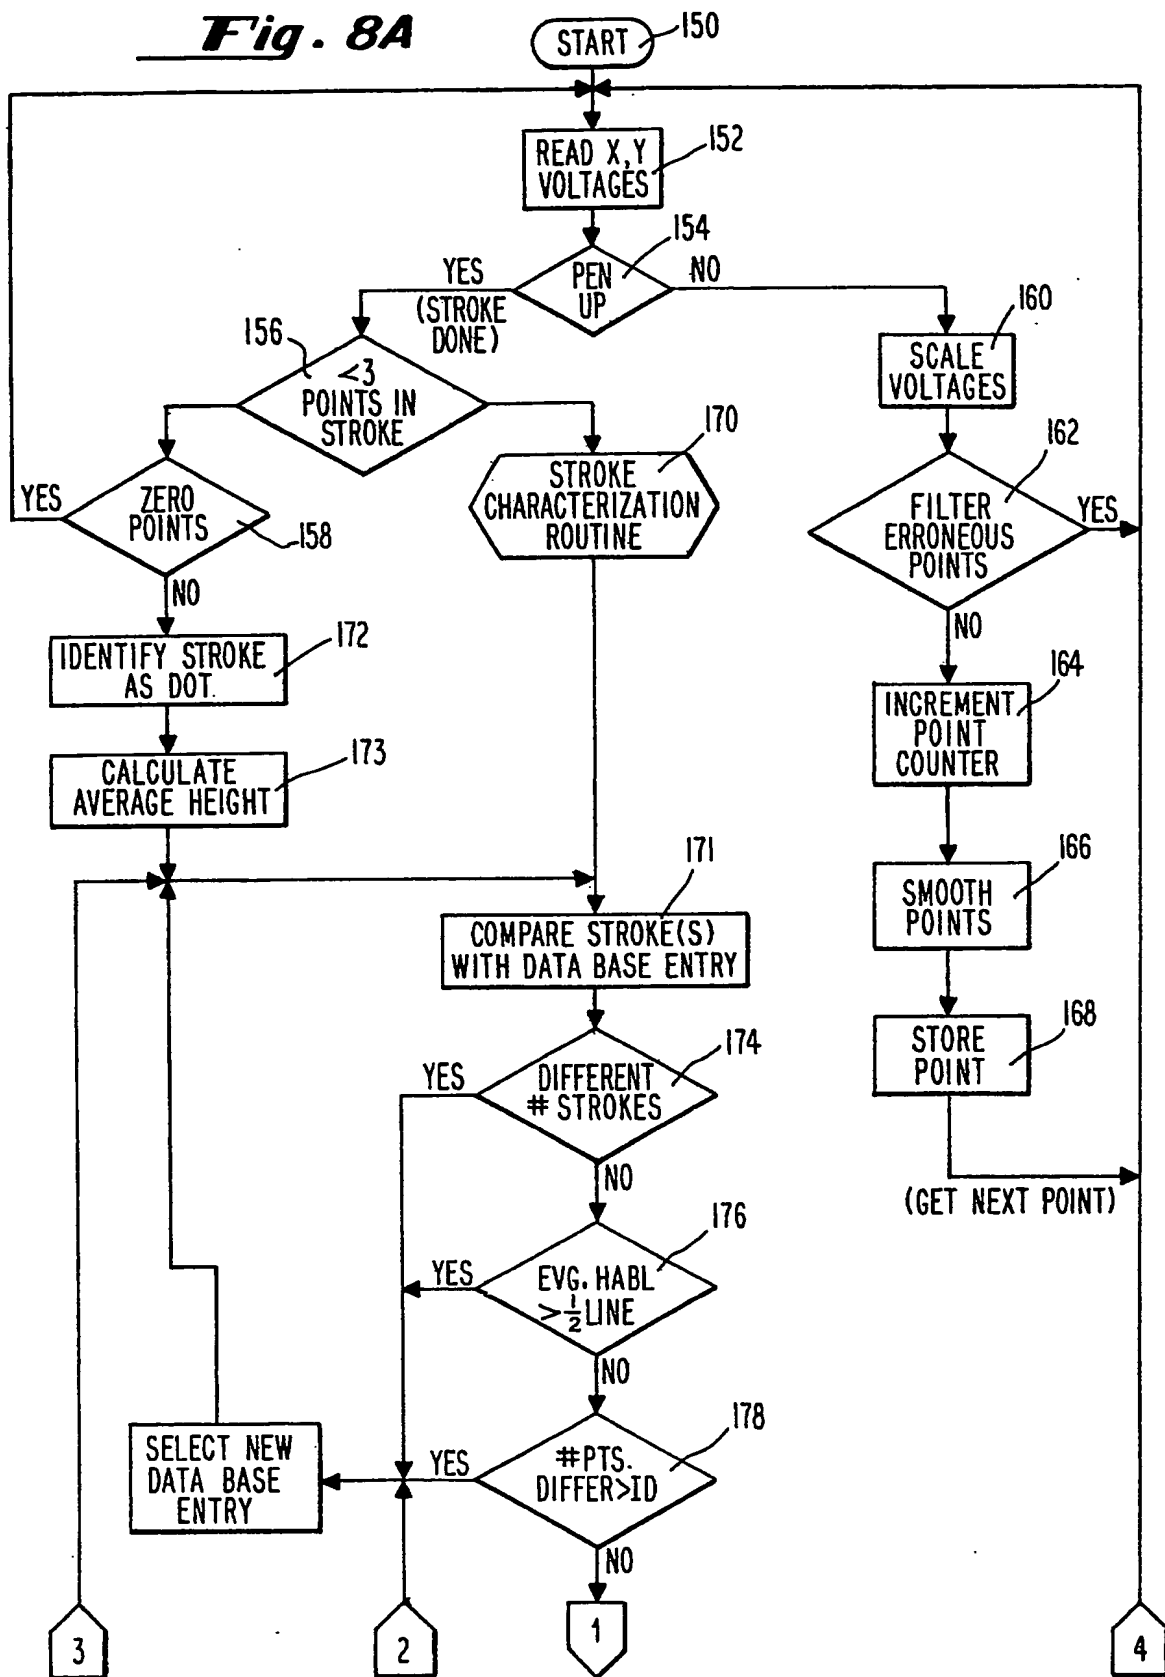 Fig. 8A
START
150
READ X,Y
VOLTAGES
152
154
PEN
UP
YES
(STROKE
DONE)
NO
156
<3
POINTS IN
STROKE
160
SCALE
VOLTAGES
170
STROKE
CHARACTERIZATION
ROUTINE
162
FILTER
ERRONEOUS
POINTS
YES
NO
YES
ZERO
POINTS
158
NO
172
IDENTIFY STROKE
AS DOT.
173
CALCULATE
AVERAGE HEIGHT
164
INCREMENT
POINT
COUNTER
166
SMOOTH
POINTS
168
STORE
POINT
(GET NEXT POINT)
171
COMPARE STROKE(S)
WITH DATA BASE ENTRY
174
YES
DIFFERENT
# STROKES
NO
176
YES
EVG. HABL
>1/2 LINE
NO
178
YES
#PTS.
DIFFER>ID
NO
SELECT NEW
DATA BASE
ENTRY
3
2
1
4